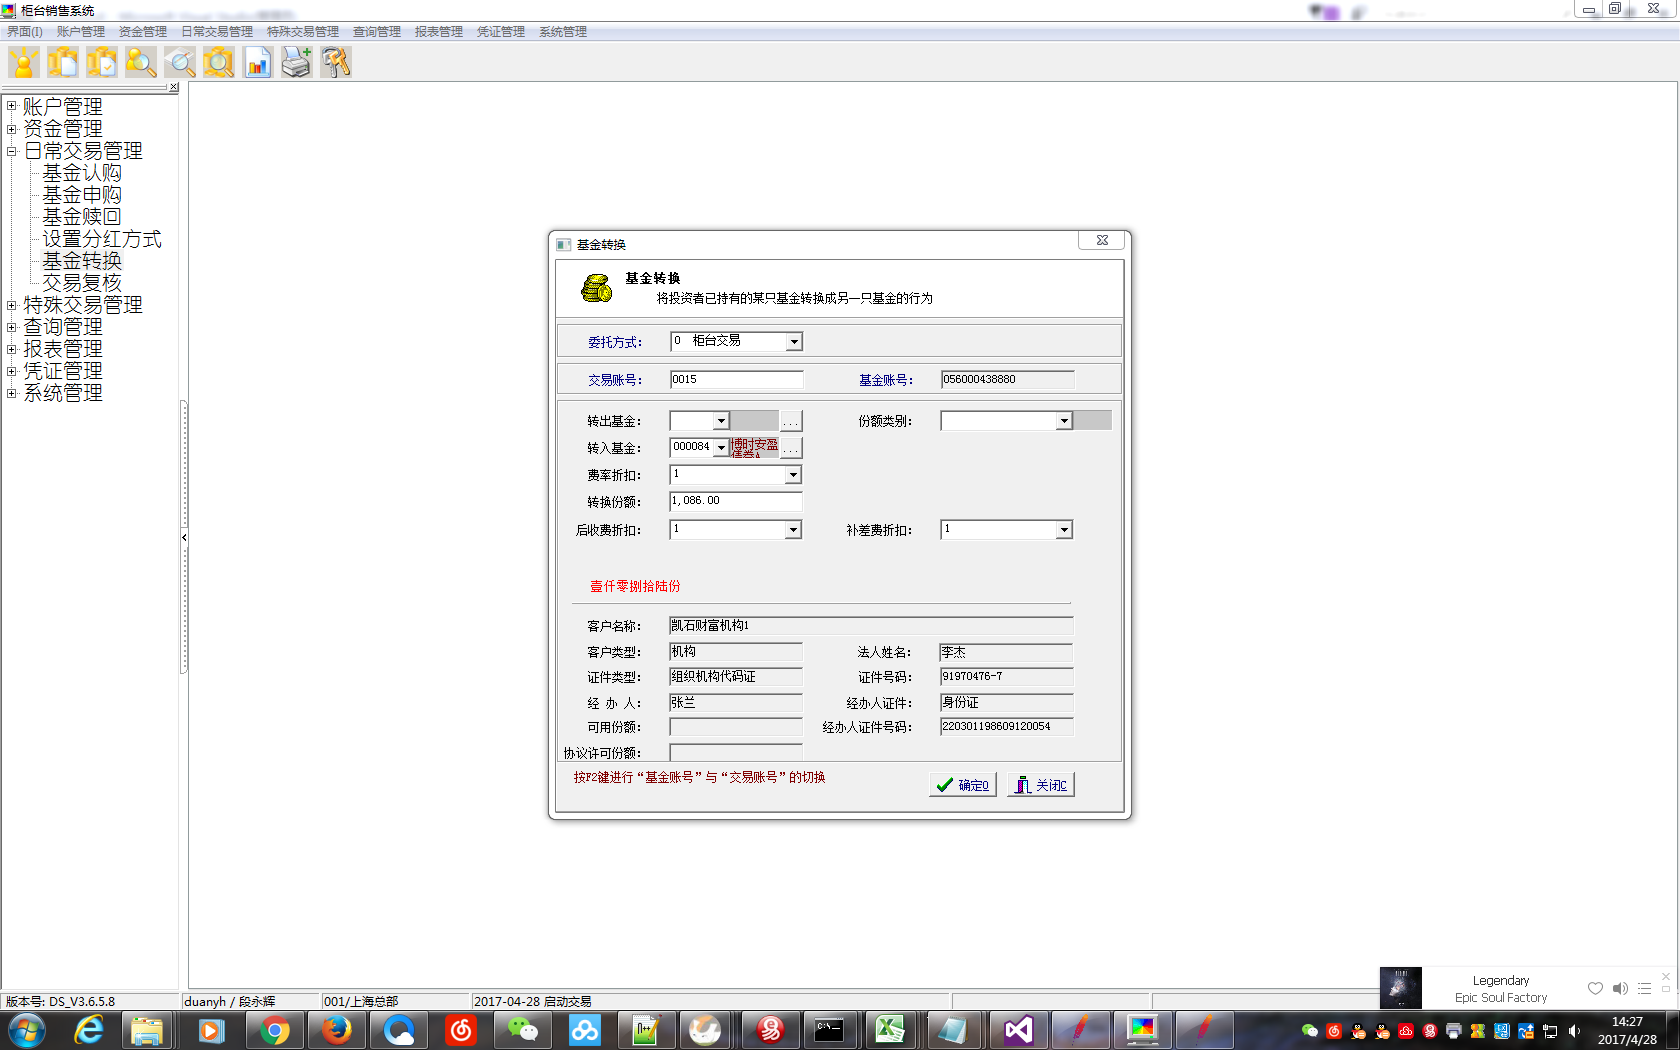 柜台销售系统
界面(I) 账户管理 资金管理 日常交易管理 特殊交易管理 查询管理 报表管理 凭证管理 系统管理
账户管理
资金管理
日常交易管理
基金认购
基金申购
基金赎回
设置分红方式
基金转换
交易复核
特殊交易管理
查询管理
报表管理
凭证管理
系统管理
基金转换
基金转换
将投资者已持有的某只基金转换成另一只基金的行为
委托方式： 0 柜台交易
交易账号： 0015 基金账号： 056000438880
转出基金： ... 份额类别：
转入基金： 000084 博时安盈债券A ...
费率折扣： 1
转换份额： 1,086.00
后收费折扣： 1 补差费折扣： 1
壹仟零捌拾陆份
客户名称： 凯石财富机构1
客户类型： 机构 法人姓名： 李杰
证件类型： 组织机构代码证 证件号码： 91970476-7
经 办 人： 张兰 经办人证件： 身份证
可用份额： 经办人证件号码： 220301198609120054
协议许可份额：
按F2键进行“基金账号”与“交易账号”的切换
确定O 关闭C
Legendary
Epic Soul Factory
版本号: DS_V3.6.5.8 duanyh / 段永辉 001/上海总部 2017-04-28 启动交易
14:27
2017/4/28